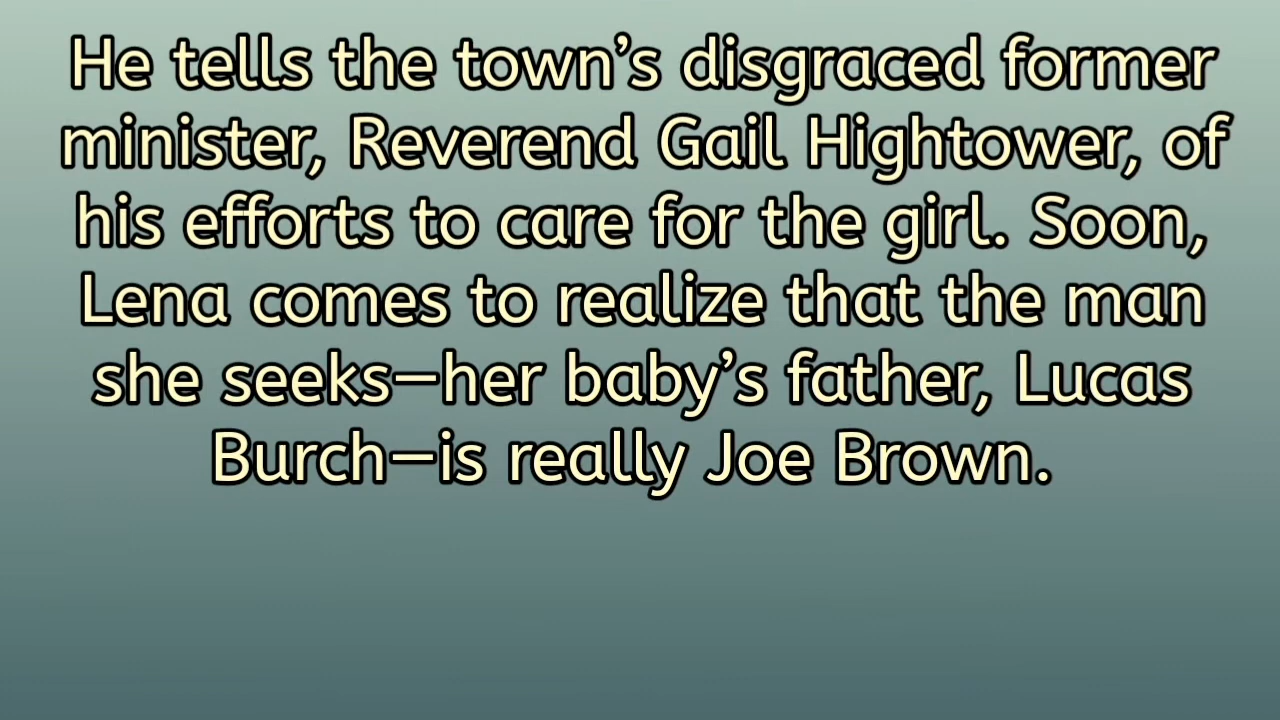 He tells the town’s disgraced former
minister, Reverend Gail Hightower, of
his efforts to care for the girl. Soon,
Lena comes to realize that the man
she seeks—her baby’s father, Lucas
Burch—is really Joe Brown.